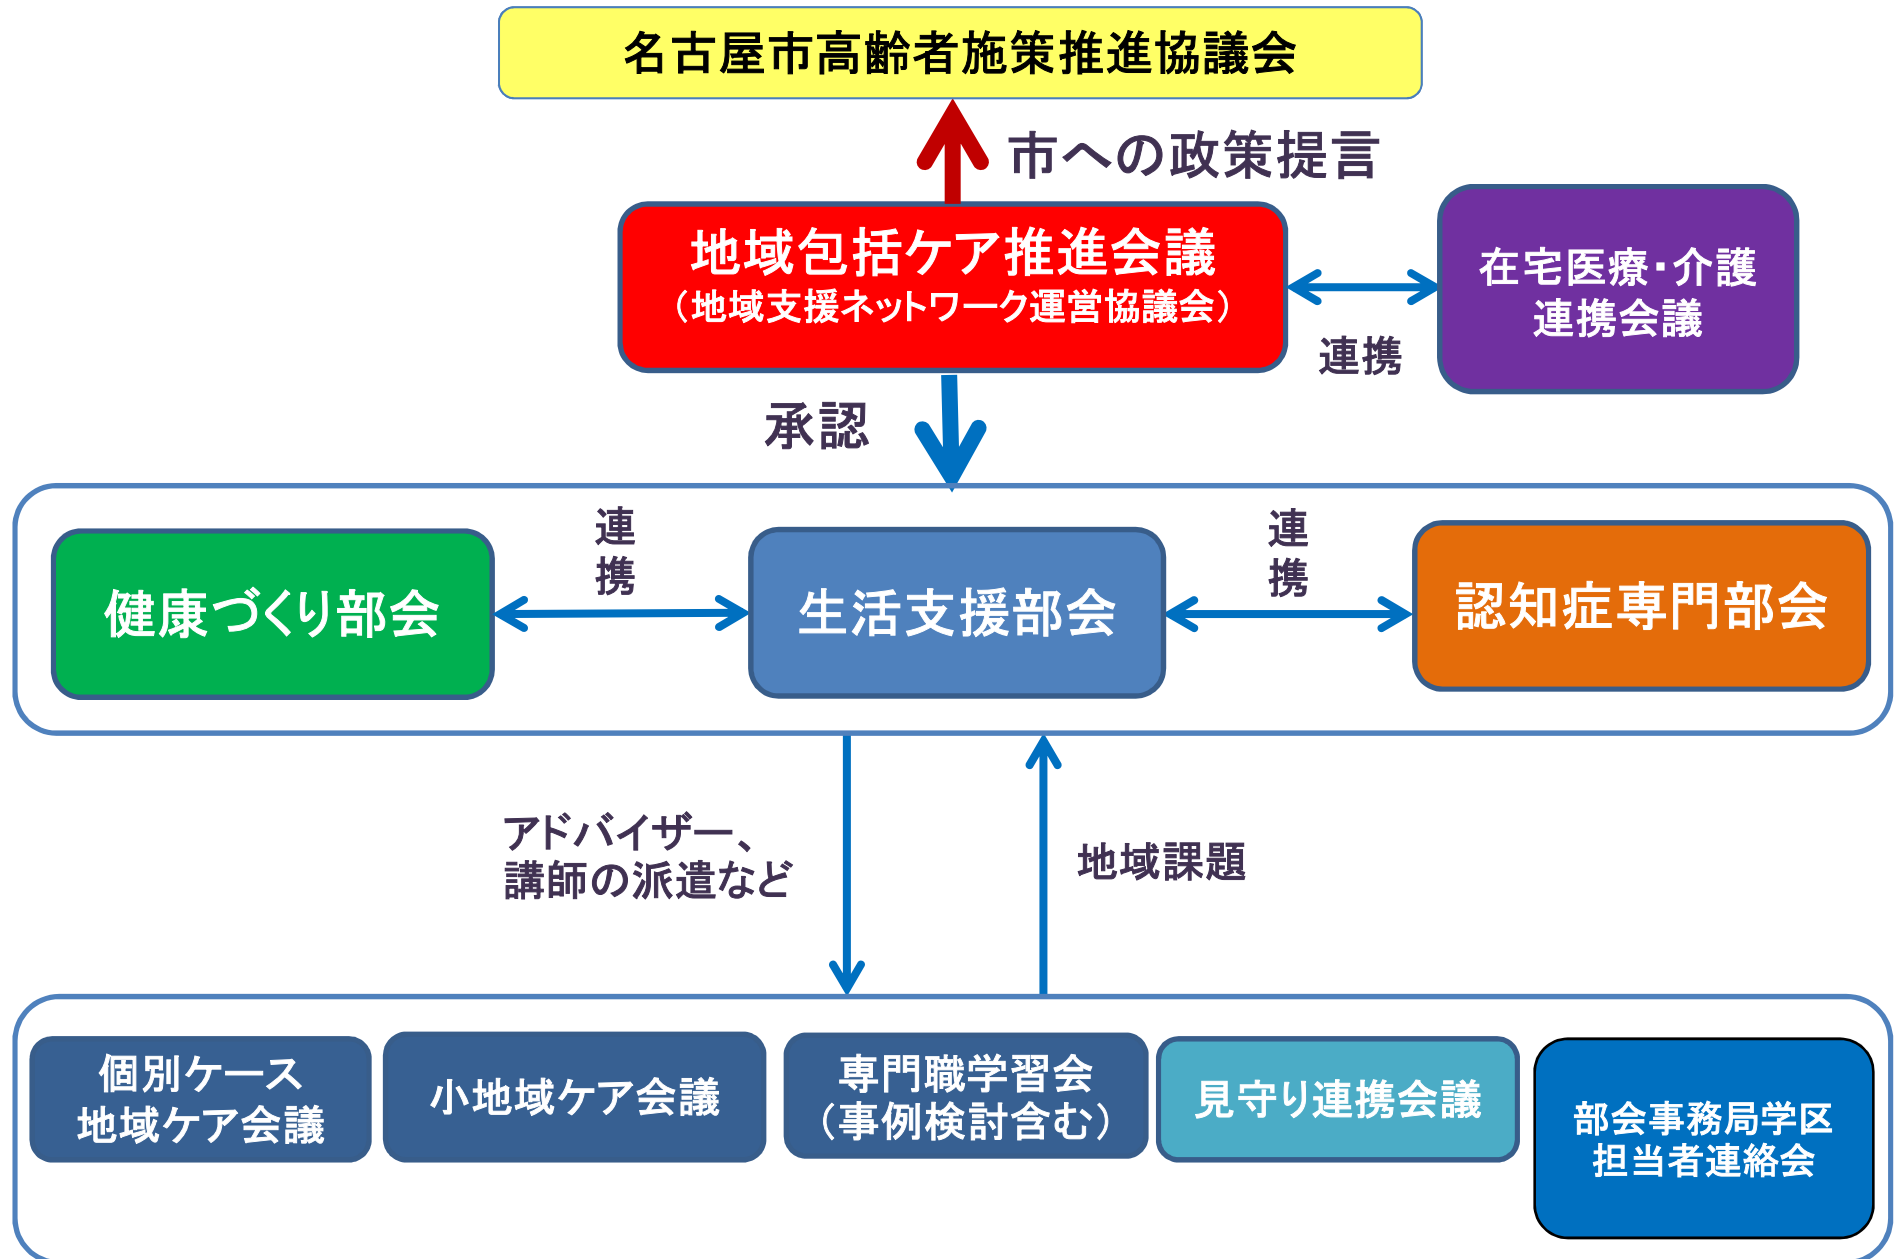 名古屋市高齢者施策推進協議会
市への政策提言
地域包括ケア推進会議
（地域支援ネットワーク運営協議会）
在宅医療・介護
連携会議
連携
承認
連
携
連
携
健康づくり部会
生活支援部会
認知症専門部会
アドバイザー、
講師の派遣など
地域課題
個別ケース
地域ケア会議
小地域ケア会議
専門職学習会
（事例検討含む）
見守り連携会議
部会事務局学区
担当者連絡会